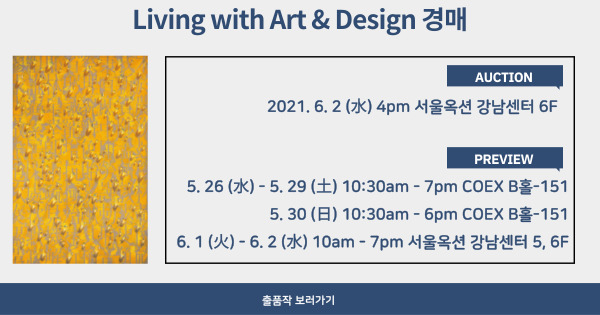 Living with Art & Design 경매
AUCTION
2021. 6. 2 (水) 4pm 서울옥션 강남센터 6F
PREVIEW
5. 26 (水) - 5. 29 (土) 10:30am - 7pm COEX B홀-151
5. 30 (日) 10:30am - 6pm COEX B홀-151
6. 1 (火) - 6. 2 (水) 10am - 7pm 서울옥션 강남센터 5, 6F
출품작 보러가기